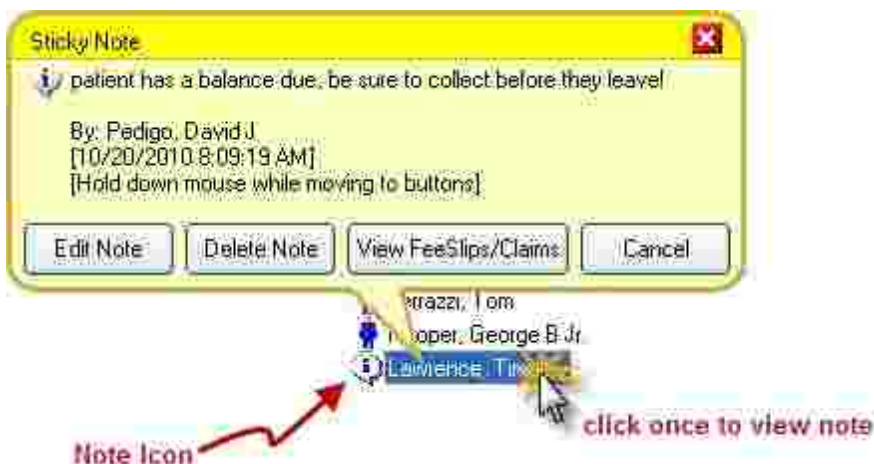 Sticky Note
patient has a balance due, be sure to collect before they leave!
By: Pedigo, David J
[10/20/2010 8:09:19 AM]
[Hold down mouse while moving to buttons]
Edit Note Delete Note View FeeSlips/Claims Cancel
Tom
George B Jr
Lawrence,
click once to view note
Note Icon